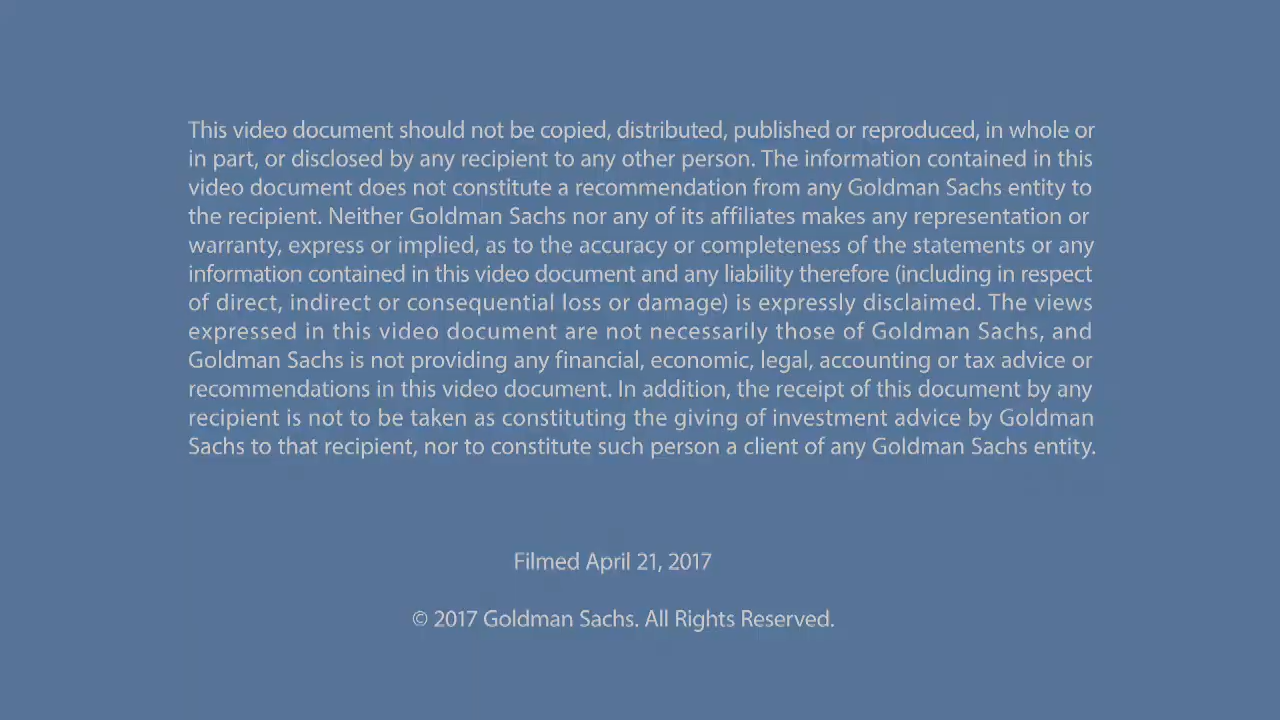 This video document should not be copied, distributed, published or reproduced, in whole or
in part, or disclosed by any recipient to any other person. The information contained in this
video document does not constitute a recommendation from any Goldman Sachs entity to
the recipient. Neither Goldman Sachs nor any of its affiliates makes any representation or
warranty, express or implied, as to the accuracy or completeness of the statements or any
information contained in this video document and any liability therefore (including in respect
of direct, indirect or consequential loss or damage) is expressly disclaimed. The views
expressed in this video document are not necessarily those of Goldman Sachs, and
Goldman Sachs is not providing any financial, economic, legal, accounting or tax advice or
recommendations in this video document. In addition, the receipt of this document by any
recipient is not to be taken as constituting the giving of investment advice by Goldman
Sachs to that recipient, nor to constitute such person a client of any Goldman Sachs entity.
Filmed April 21, 2017
© 2017 Goldman Sachs. All Rights Reserved.